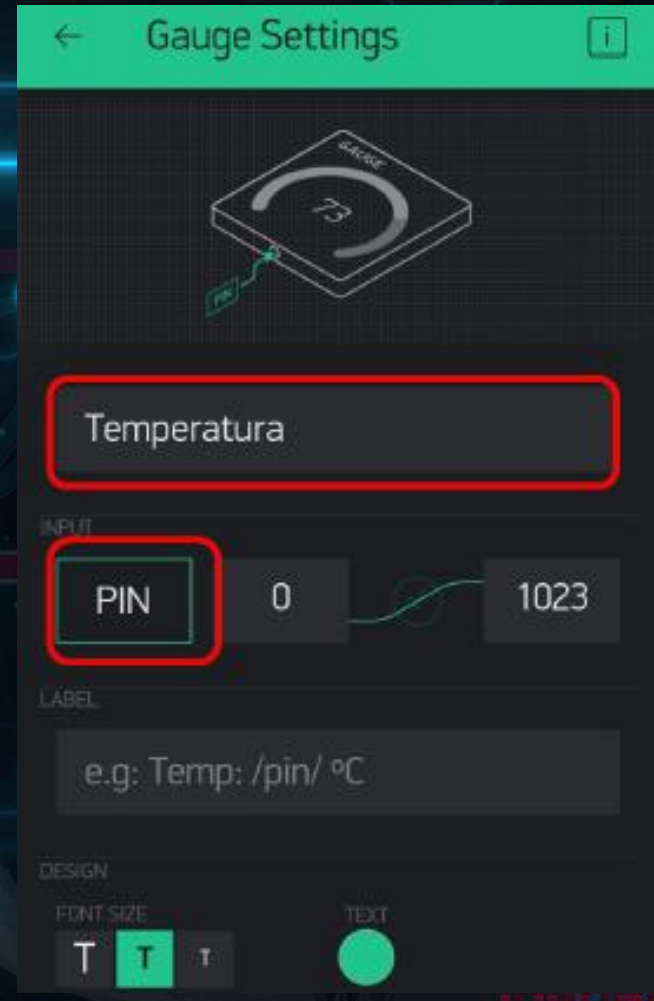 ← Gauge Settings i
GAUGE
73
PIN
Temperatura
INPUT
PIN 0 1023
LABEL
e.g: Temp: /pin/ ºC
DESIGN
FONT SIZE TEXT
T T T